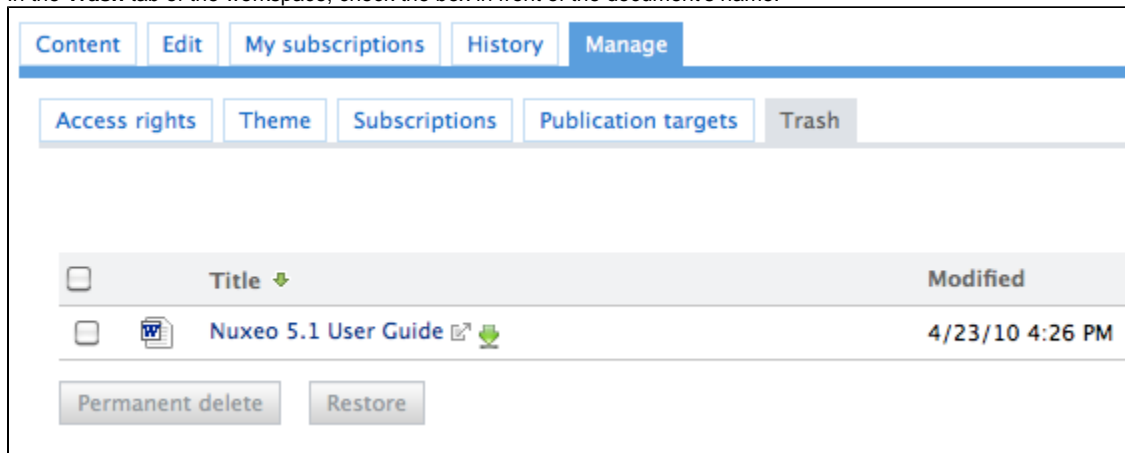 Content Edit My subscriptions History Manage
Access rights Theme Subscriptions Publication targets Trash
Title Modified
Nuxeo 5.1 User Guide 4/23/10 4:26 PM
Permanent delete Restore